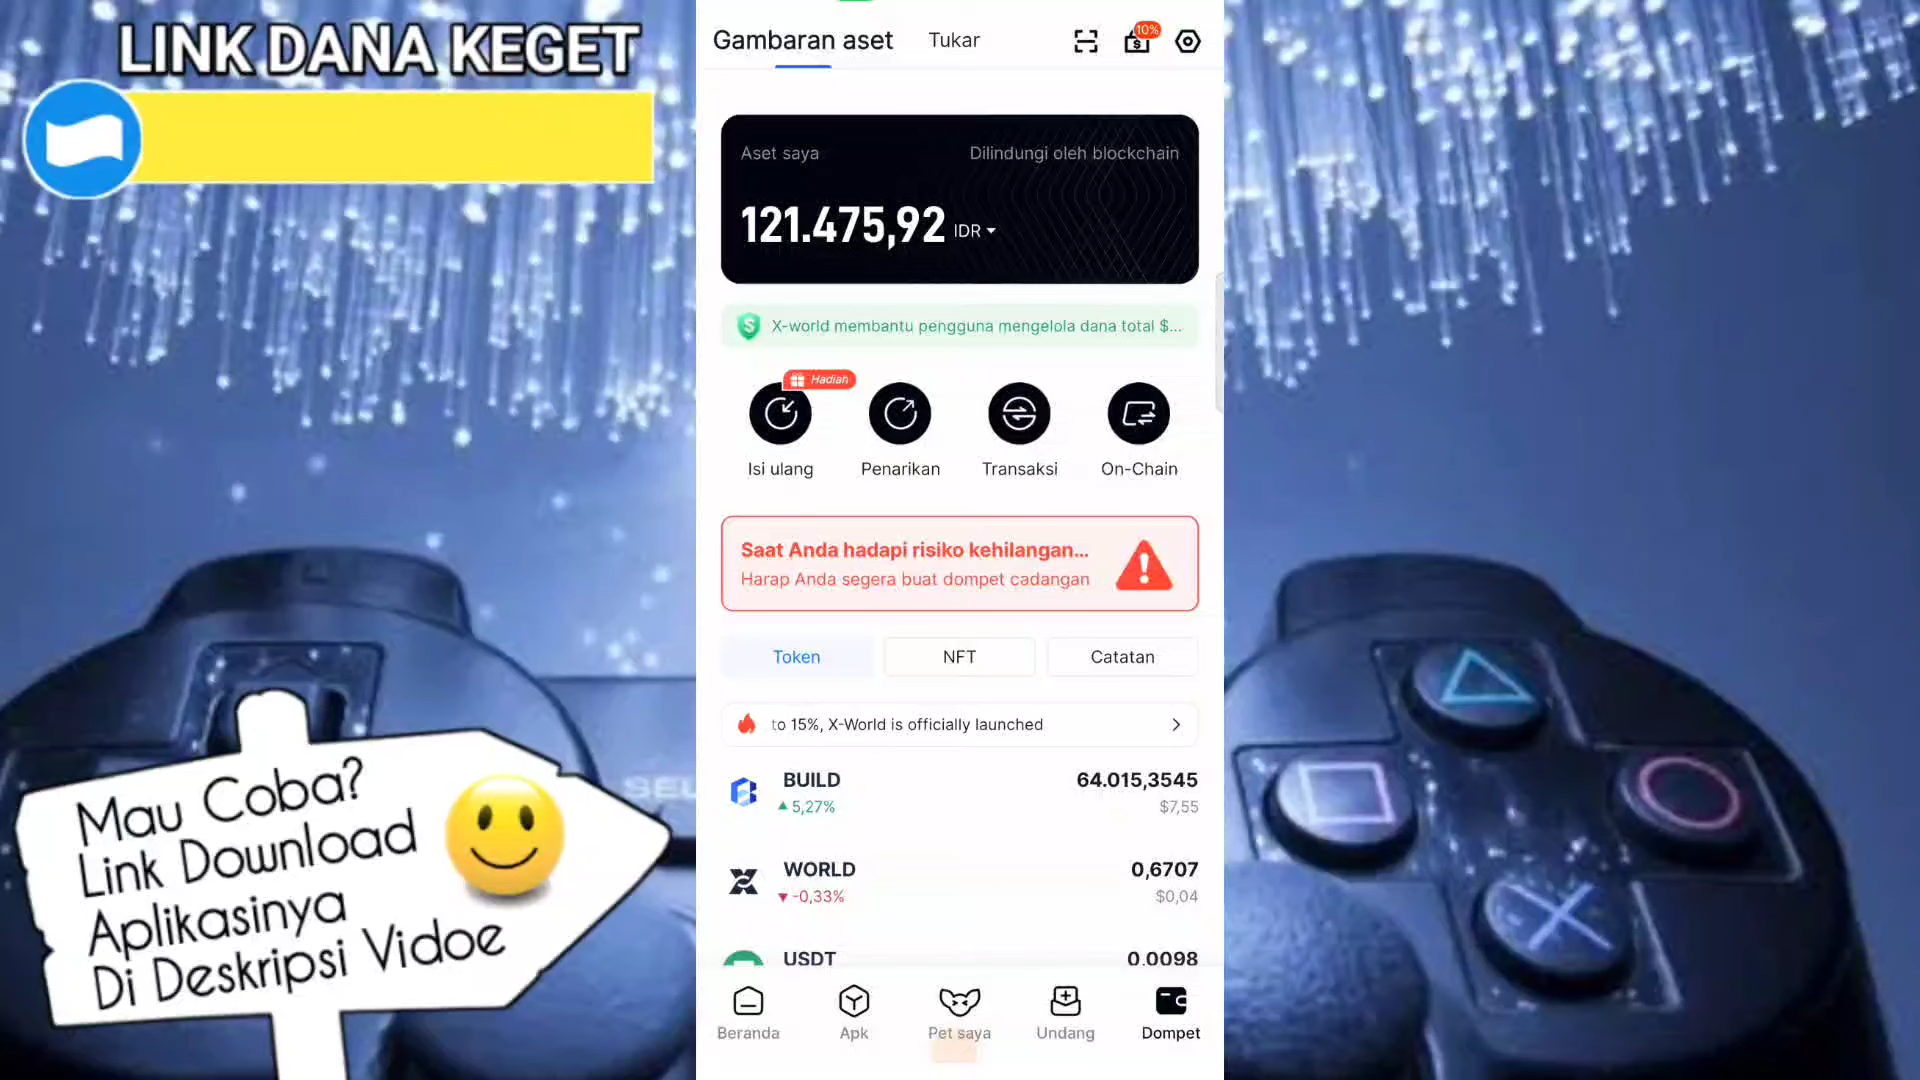 LINK DANA KEGET
Gambaran aset
Tukar
10%
Aset saya
Dilindungi oleh blockchain
121.475,92 IDR
X-world membantu pengguna mengelola dana total $...
Hadiah
Isi ulang
Penarikan
Transaksi
On-Chain
Saat Anda hadapi risiko kehilangan...
Harap Anda segera buat dompet cadangan
Token
NFT
Catatan
to 15%, X-World is officially launched
BUILD
64.015,3545
5,27%
$7,55
WORLD
0,6707
-0,33%
$0,04
USDT
0.0098
Beranda
Apk
Pet saya
Undang
Dompet
Mau Coba?
Link Download
Aplikasinya
Di Deskripsi Vidoe